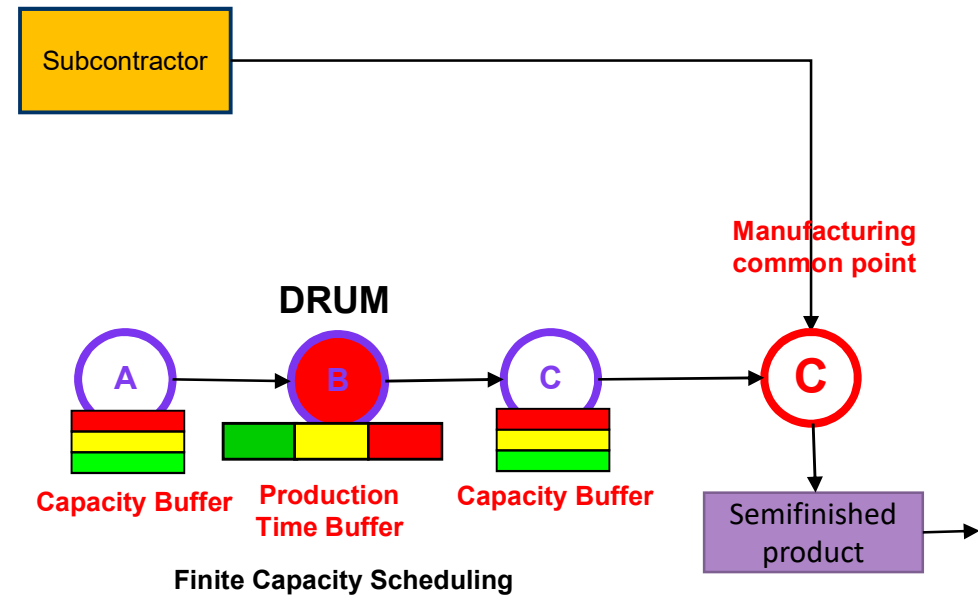 Subcontractor
Manufacturing
common point
DRUM
A
B
C
C
Capacity Buffer
Production
Time Buffer
Capacity Buffer
Semifinished
product
Finite Capacity Scheduling